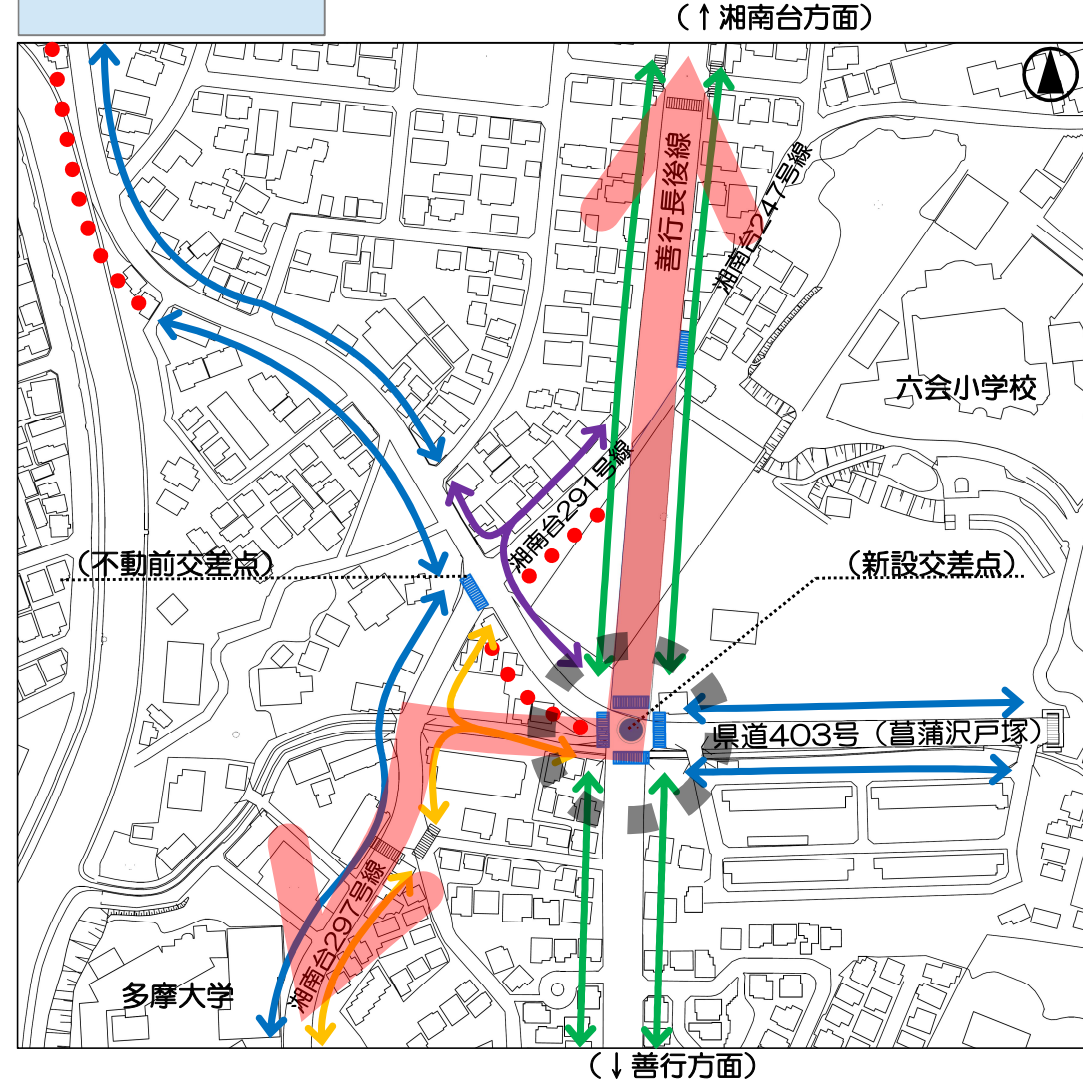 （↑湘南台方面）
善行長後線
湘南台247号線
六会小学校
湘南台291号線
（不動前交差点）
（新設交差点）
県道403号（菖蒲沢戸塚）
湘南台297号線
多摩大学
（↓善行方面）